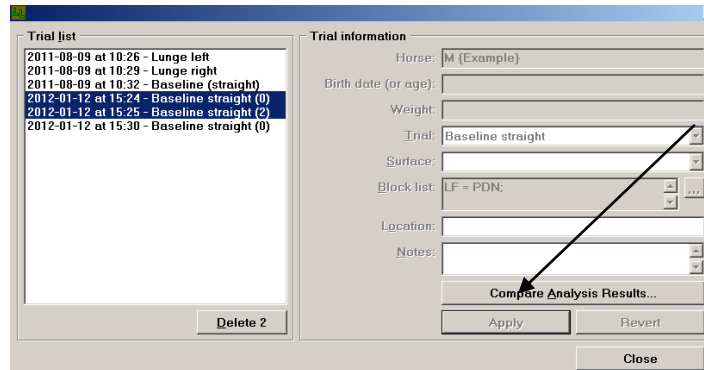 Trial list
2011-08-09 at 10:26 - Lunge left
2011-08-09 at 10:29 - Lunge right
2011-08-09 at 10:32 - Baseline (straight)
2012-01-12 at 15:24 - Baseline straight (0)
2012-01-12 at 15:25 - Baseline straight (2)
2012-01-12 at 15:30 - Baseline straight (0)
Delete 2
Trial information
Horse: M {Example}
Birth date (or age):
Weight:
Trial: Baseline straight
Surface:
Block list: LF = PDN; ...
Location:
Notes:
Compare Analysis Results...
Apply Revert
Close